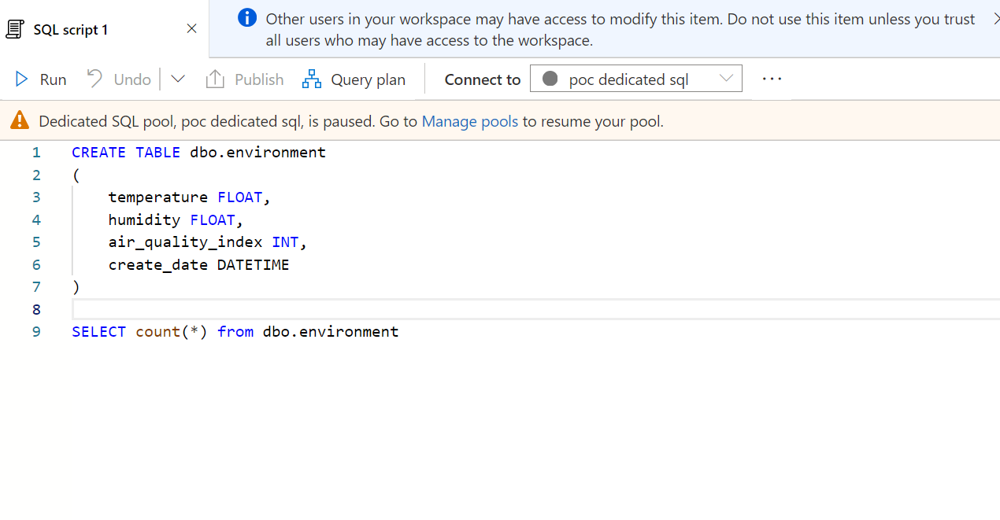 SQL script 1
Other users in your workspace may have access to modify this item. Do not use this item unless you trust
all users who may have access to the workspace.
Run Undo Publish Query plan Connect to poc dedicated sql ···
Dedicated SQL pool, poc dedicated sql, is paused. Go to Manage pools to resume your pool.
1 CREATE TABLE dbo.environment
2 (
3 temperature FLOAT,
4 humidity FLOAT,
5 air_quality_index INT,
6 create_date DATETIME
7 )
8
9 SELECT count(*) from dbo.environment